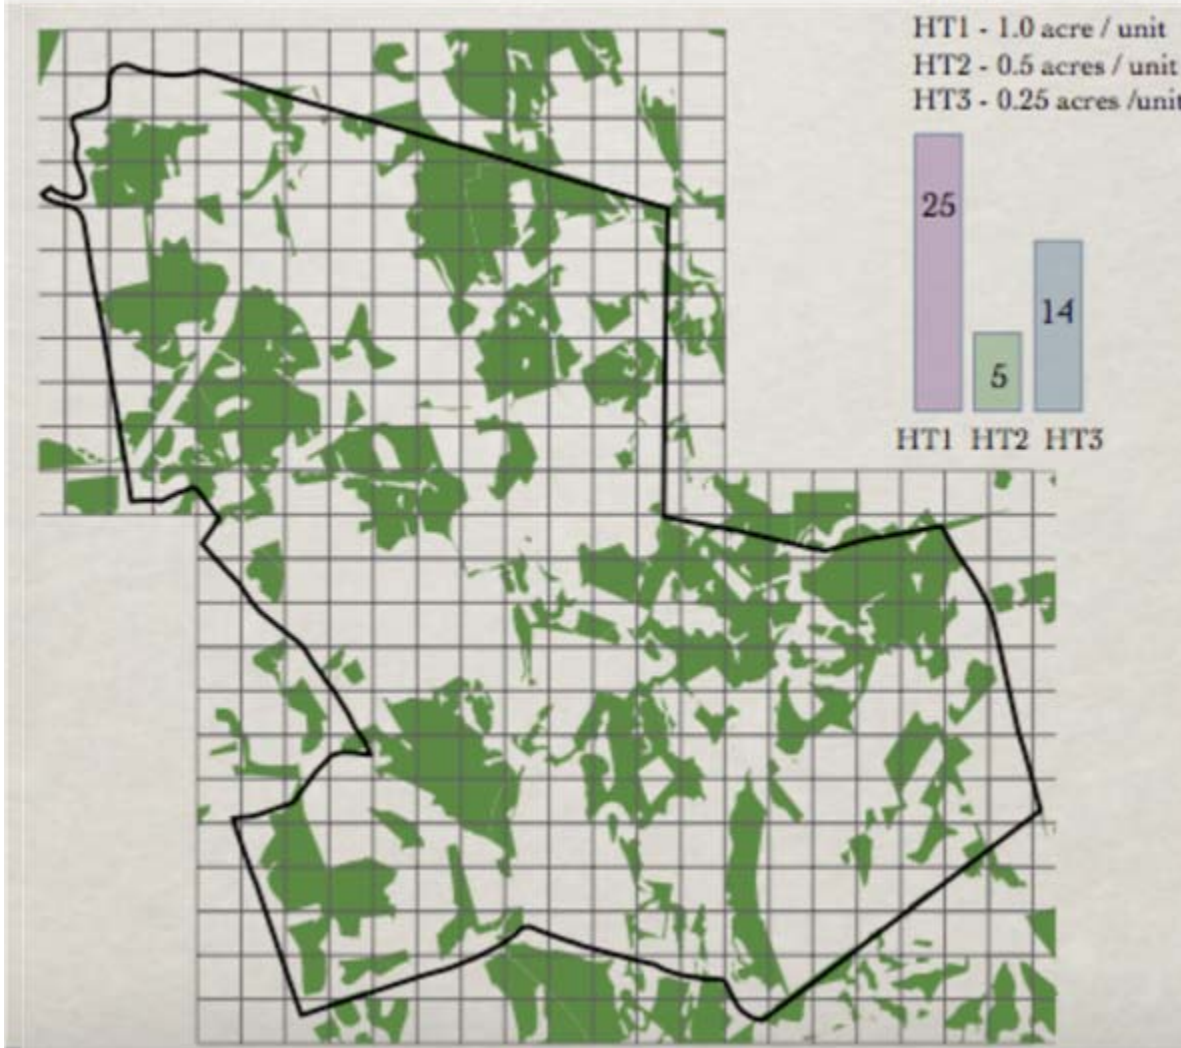 HT1 - 1.0 acre / unit
HT2 - 0.5 acres / unit
HT3 - 0.25 acres /unit
25
14
5
HT1 HT2 HT3